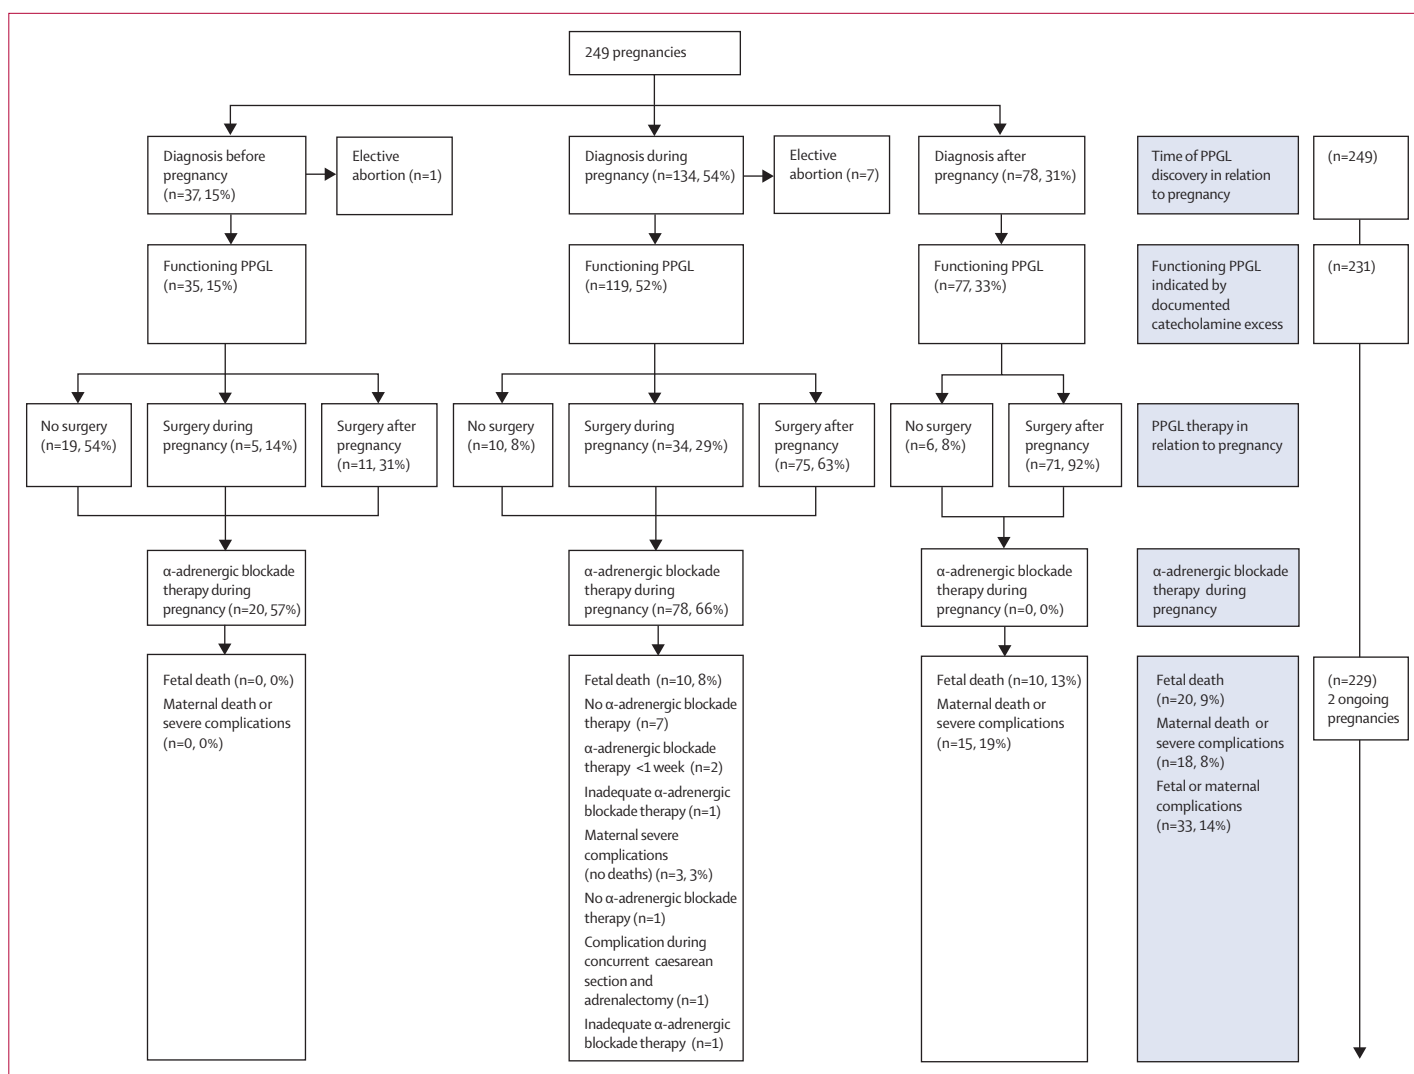 249 pregnancies
Diagnosis before
pregnancy
(n=37, 15%)
Elective
abortion (n=1)
Diagnosis during
pregnancy (n=134, 54%)
Elective
abortion (n=7)
Diagnosis after
pregnancy (n=78, 31%)
Time of PPGL
discovery in relation
to pregnancy
(n=249)
Functioning PPGL
(n=35, 15%)
Functioning PPGL
(n=119, 52%)
Functioning PPGL
(n=77, 33%)
Functioning PPGL
indicated by
documented
catecholamine excess
(n=231)
No surgery
(n=19, 54%)
Surgery during
pregnancy (n=5, 14%)
Surgery after
pregnancy
(n=11, 31%)
No surgery
(n=10, 8%)
Surgery during
pregnancy (n=34, 29%)
Surgery after
pregnancy
(n=75, 63%)
No surgery
(n=6, 8%)
Surgery after
pregnancy
(n=71, 92%)
PPGL therapy in
relation to pregnancy
α-adrenergic blockade
therapy during
pregnancy (n=20, 57%)
α-adrenergic blockade
therapy during
pregnancy (n=78, 66%)
α-adrenergic blockade
therapy during
pregnancy (n=0, 0%)
α-adrenergic blockade
therapy during
pregnancy
Fetal death (n=0, 0%)
Maternal death or
severe complications
(n=0, 0%)
Fetal death (n=10, 8%)
No α-adrenergic blockade
therapy (n=7)
α-adrenergic blockade
therapy <1 week (n=2)
Inadequate α-adrenergic
blockade therapy (n=1)
Maternal severe
complications
(no deaths) (n=3, 3%)
No α-adrenergic blockade
therapy (n=1)
Complication during
concurrent caesarean
section and
adrenalectomy (n=1)
Inadequate α-adrenergic
blockade therapy (n=1)
Fetal death (n=10, 13%)
Maternal death or
severe complications
(n=15, 19%)
Fetal death
(n=20, 9%)
Maternal death or
severe complications
(n=18, 8%)
Fetal or maternal
complications
(n=33, 14%)
(n=229)
2 ongoing
pregnancies